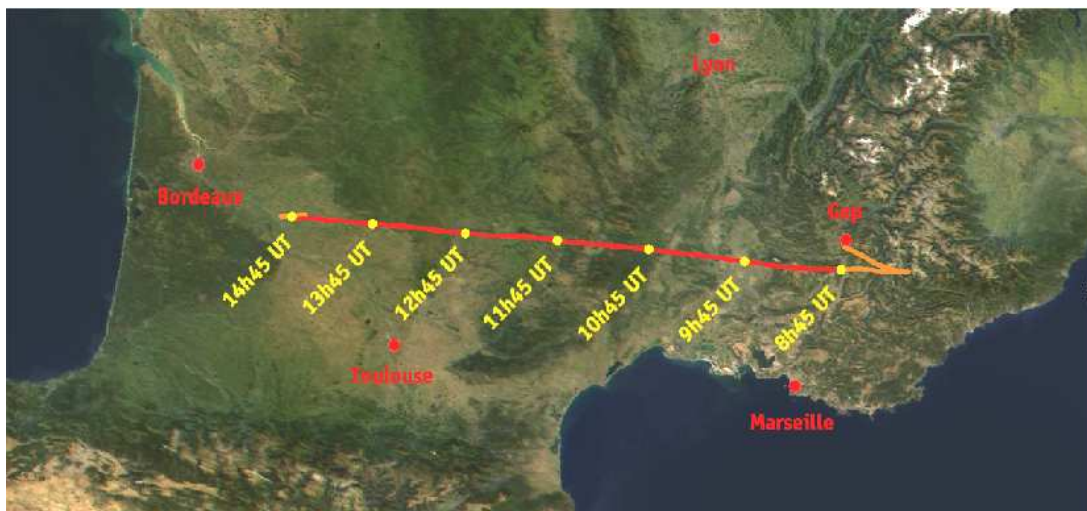 Lyon
Bordeaux
Gap
14h45 UT
13h45 UT
12h45 UT
11h45 UT
10h45 UT
9h45 UT
8h45 UT
Toulouse
Marseille